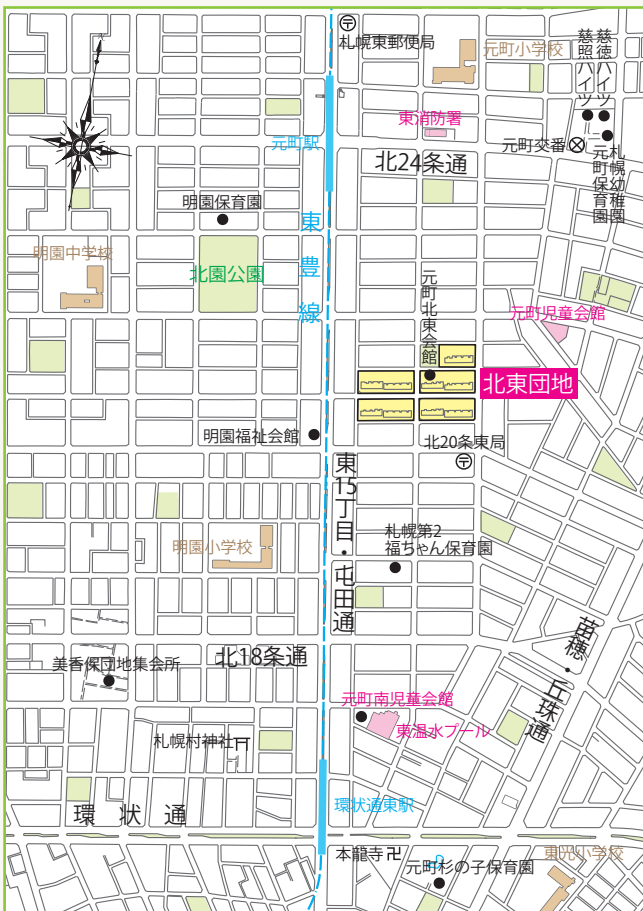 札幌東郵便局
元町小学校
慈徳ハイツ
慈照ハイツ
東消防署
元町駅
元町交番
北24条通
札幌幼稚園
元町保育園
明園保育園
東豊線
明園中学校
北園公園
元町北東会館
元町児童会館
北東団地
明園福祉会館
北20条東局
東15丁目・屯田通
札幌第2
福ちゃん保育園
明園小学校
苗穂・丘珠通
北18条通
美香保団地集会所
元町南児童会館
東温水プール
札幌村神社
環状通東駅
環状通
本龍寺
元町杉の子保育園
東光小学校